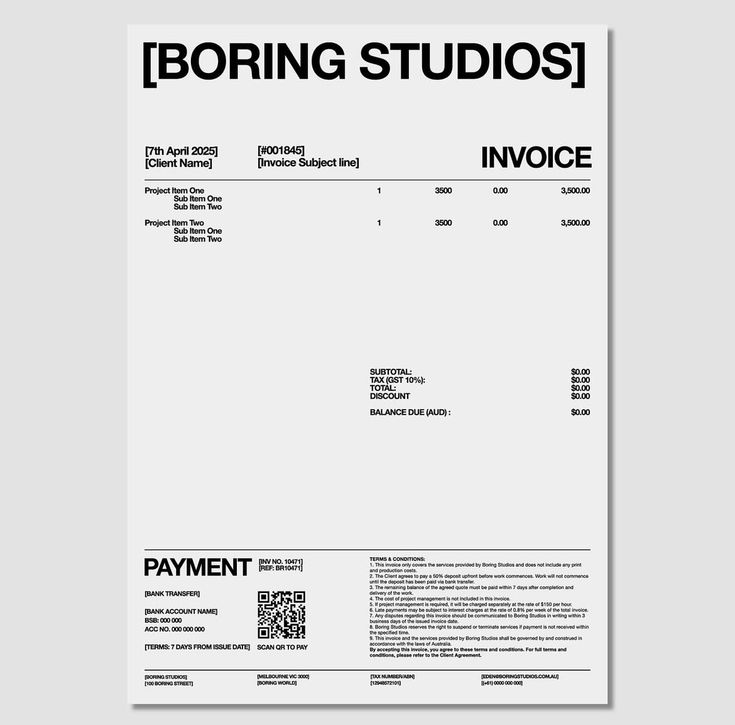 [BORING STUDIOS]
[7th April 2025]
[Client Name]
[#001845]
[Invoice Subject line]
INVOICE
Project Item One 1 3500 0.00 3,500.00
Sub Item One
Sub Item Two
Project Item Two 1 3500 0.00 3,500.00
Sub Item One
Sub Item Two
SUBTOTAL: $0.00
TAX (GST 10%): $0.00
TOTAL: $0.00
DISCOUNT $0.00
BALANCE DUE (AUD) : $0.00
PAYMENT
[INV NO. 10471]
[REF: BR10471]
[BANK TRANSFER]
[BANK ACCOUNT NAME]
BSB: 000 000
ACC NO. 000 000 000
[TERMS: 7 DAYS FROM ISSUE DATE]
SCAN QR TO PAY
TERMS & CONDITIONS:
1. This invoice only covers the services provided by Boring Studios and does not include any print
and production costs.
2. The Client agrees to pay a 50% deposit upfront before work commences. Work will not commence
until the deposit has been paid via bank transfer.
3. The remaining balance of the agreed quote must be paid within 7 days after completion and
delivery of the work.
4. The cost of project management is not included in this invoice.
5. If project management is required, it will be charged separately at the rate of $150 per hour.
6. Late payments may be subject to interest charges at the rate of 0.8% per week of the total invoice.
7. Any disputes regarding this invoice should be communicated to Boring Studios in writing within 3
business days of the issued invoice date.
8. Boring Studios reserves the right to suspend or terminate services if payment is not received within
the specified time.
9. This invoice and the services provided by Boring Studios shall be governed by and construed in
accordance with the laws of Australia.
By accepting this invoice, you agree to these terms and conditions. For full terms and
conditions, please refer to the Client Agreement.
[BORING STUDIOS]
[100 BORING STREET]
[MELBOURNE VIC 3000]
[BORING WORLD]
[TAX NUMBER/ABN]
[12948572101]
[EDEN@BORINGSTUDIOS.COM.AU]
[(+61) 0000 000 000]